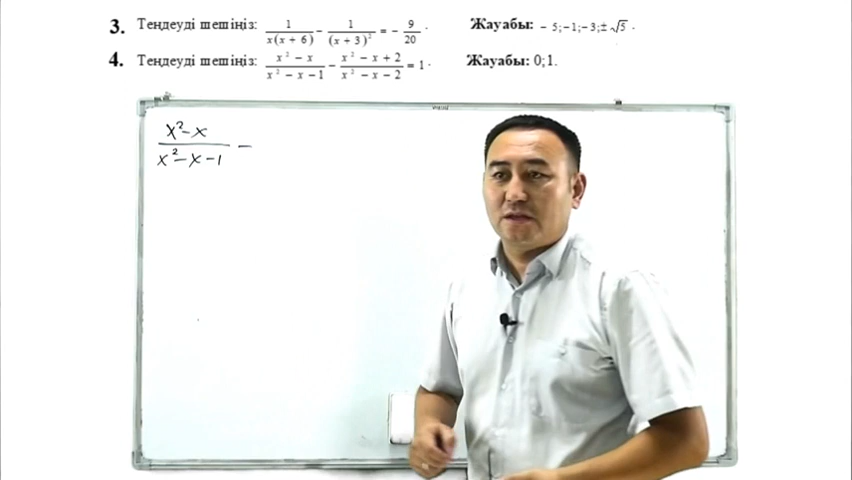 3. Теңдеуді шешіңіз: 1/(x(x + 6)) − 1/(x + 3)² = − 9/20 . Жауабы: − 5;−1;−3;±√5 .
4. Теңдеуді шешіңіз: (x² − x)/(x² − x − 1) − (x² − x + 2)/(x² − x − 2) = 1 . Жауабы: 0;1.
(x² − x)/(x² − x − 1) −